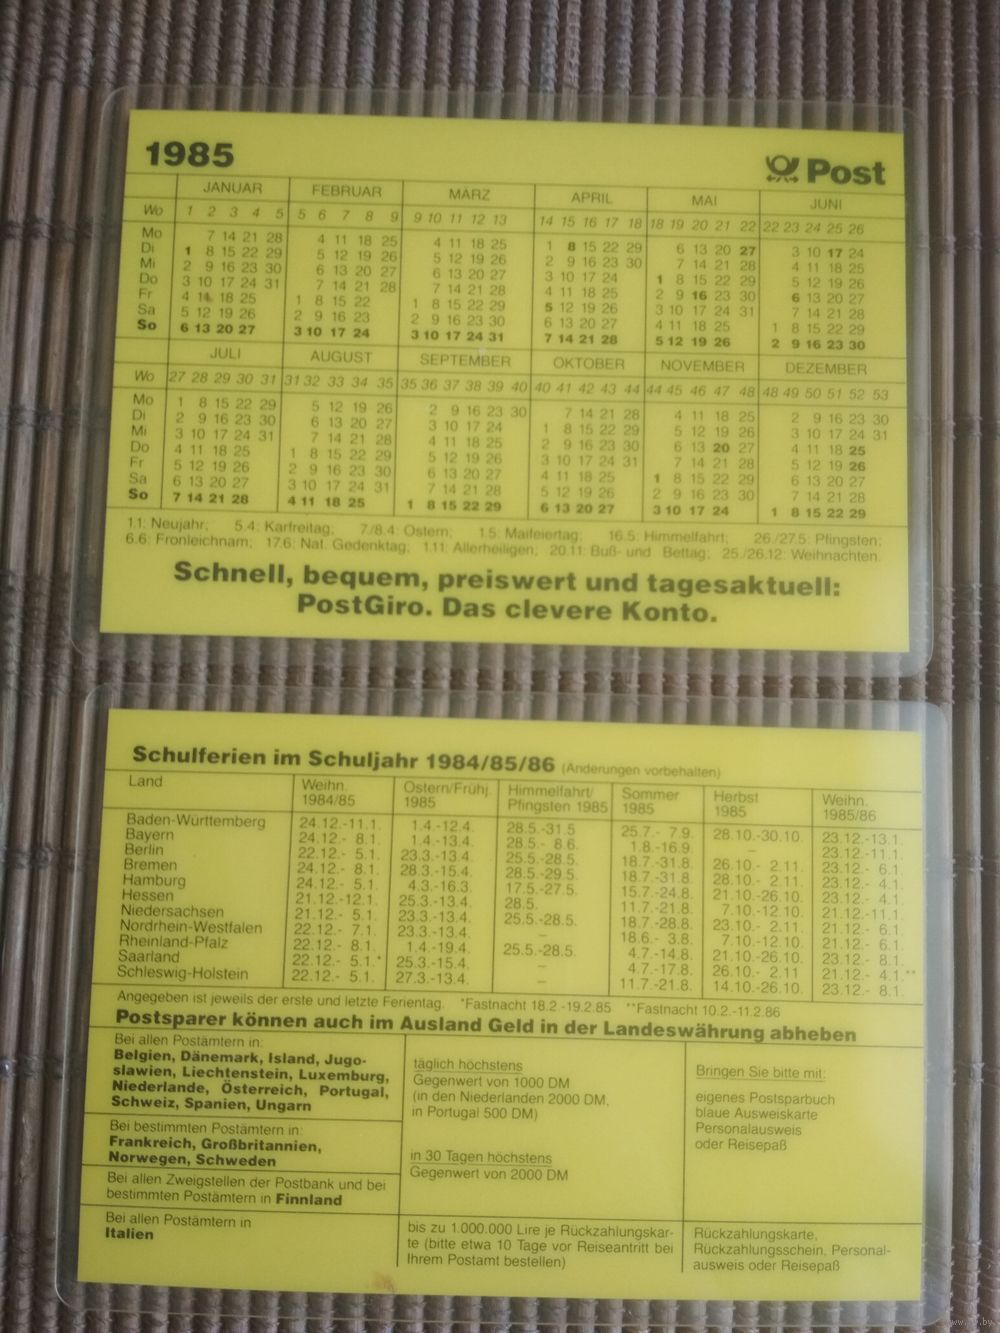 1985
Post
JANUAR FEBRUAR MÄRZ APRIL MAI JUNI
Wo 1 2 3 4 5 5 6 7 8 9 9 10 11 12 13 14 15 16 17 18 18 19 20 21 22 22 23 24 25 26
Mo 7 14 21 28 4 11 18 25 4 11 18 25 1 8 15 22 29 6 13 20 27 3 10 17 24
Di 1 8 15 22 29 5 12 19 26 5 12 19 26 2 9 16 23 30 7 14 21 28 4 11 18 25
Mi 2 9 16 23 30 6 13 20 27 6 13 20 27 3 10 17 24 1 8 15 22 29 5 12 19 26
Do 3 10 17 24 31 7 14 21 28 7 14 21 28 4 11 18 25 2 9 16 23 30 6 13 20 27
Fr 4 11 18 25 1 8 15 22 1 8 15 22 29 5 12 19 26 3 10 17 24 31 7 14 21 28
Sa 5 12 19 26 2 9 16 23 2 9 16 23 30 6 13 20 27 4 11 18 25 1 8 15 22 29
So 6 13 20 27 3 10 17 24 3 10 17 24 31 7 14 21 28 5 12 19 26 2 9 16 23 30
JULI AUGUST SEPTEMBER OKTOBER NOVEMBER DEZEMBER
Wo 27 28 29 30 31 31 32 33 34 35 35 36 37 38 39 40 40 41 42 43 44 44 45 46 47 48 48 49 50 51 52 53
Mo 1 8 15 22 29 5 12 19 26 2 9 16 23 30 7 14 21 28 4 11 18 25 2 9 16 23 30
Di 2 9 16 23 30 6 13 20 27 3 10 17 24 1 8 15 22 29 5 12 19 26 3 10 17 24 31
Mi 3 10 17 24 31 7 14 21 28 4 11 18 25 2 9 16 23 30 6 13 20 27 4 11 18 25
Do 4 11 18 25 1 8 15 22 29 5 12 19 26 3 10 17 24 31 7 14 21 28 5 12 19 26
Fr 5 12 19 26 2 9 16 23 30 6 13 20 27 4 11 18 25 1 8 15 22 29 6 13 20 27
Sa 6 13 20 27 3 10 17 24 31 7 14 21 28 5 12 19 26 2 9 16 23 30 7 14 21 28
So 7 14 21 28 4 11 18 25 1 8 15 22 29 6 13 20 27 3 10 17 24 1 8 15 22 29
1.1: Neujahr; 5.4: Karfreitag; 7./8.4: Ostern; 1.5: Maifeiertag; 16.5: Himmelfahrt; 26./27.5: Pfingsten;
6.6: Fronleichnam; 17.6: Nat. Gedenktag; 1.11: Allerheiligen; 20.11: Buß- und Bettag; 25./26.12: Weihnachten.
Schnell, bequem, preiswert und tagesaktuell:
PostGiro. Das clevere Konto.
Schulferien im Schuljahr 1984/85/86 (Änderungen vorbehalten)
Land Weihn. 1984/85 Ostern/Frühj. 1985 Himmelfahrt/ Pfingsten 1985 Sommer 1985 Herbst 1985 Weihn. 1985/86
Baden-Württemberg 24.12.-11.1. 1.4.-12.4. 28.5.-31.5 25.7.- 7.9. 28.10.-30.10. 23.12.-13.1.
Bayern 24.12.- 8.1. 1.4.-13.4. 28.5.- 8.6. 1.8.-16.9. – 23.12.-11.1.
Berlin 22.12.- 5.1. 23.3.-13.4. 25.5.-28.5. 18.7.-31.8. 26.10.- 2.11. 23.12.- 6.1.
Bremen 24.12.- 8.1. 28.3.-15.4. 28.5.-29.5. 18.7.-31.8. 28.10.- 2.11. 23.12.- 4.1.
Hamburg 24.12.- 5.1. 4.3.-16.3. 17.5.-27.5. 15.7.-24.8. 21.10.-26.10. 23.12.- 4.1.
Hessen 21.12.-12.1. 25.3.-13.4. 28.5. 11.7.-21.8. 7.10.-12.10. 21.12.-11.1.
Niedersachsen 21.12.- 5.1. 23.3.-13.4. 25.5.-28.5. 18.7.-28.8. 23.10.- 2.11. 21.12.- 6.1.
Nordrhein-Westfalen 22.12.- 7.1. 23.3.-13.4. – 18.6.- 3.8. 7.10.-12.10. 21.12.- 6.1.
Rheinland-Pfalz 22.12.- 8.1. 1.4.-19.4. 25.5.-28.5. 4.7.-14.8. 21.10.-26.10. 23.12.- 8.1.
Saarland 22.12.- 5.1.* 25.3.-15.4. – 4.7.-17.8. 26.10.- 2.11 21.12.- 4.1.**
Schleswig-Holstein 22.12.- 5.1. 27.3.-13.4. – 11.7.-21.8. 14.10.-26.10. 23.12.- 8.1.
Angegeben ist jeweils der erste und letzte Ferientag. *Fastnacht 18.2 -19.2.85 **Fastnacht 10.2.-11.2.86
Postsparer können auch im Ausland Geld in der Landeswährung abheben
Bei allen Postämtern in:
Belgien, Dänemark, Island, Jugo-
slawien, Liechtenstein, Luxemburg,
Niederlande, Österreich, Portugal,
Schweiz, Spanien, Ungarn
Bei bestimmten Postämtern in:
Frankreich, Großbritannien,
Norwegen, Schweden
Bei allen Zweigstellen der Postbank und bei
bestimmten Postämtern in Finnland
täglich höchstens
Gegenwert von 1000 DM
(in den Niederlanden 2000 DM,
in Portugal 500 DM)
in 30 Tagen höchstens
Gegenwert von 2000 DM
Bringen Sie bitte mit:
eigenes Postsparbuch
blaue Ausweiskarte
Personalausweis
oder Reisepaß
Bei allen Postämtern in
Italien
bis zu 1.000.000 Lire je Rückzahlungskar-
te (bitte etwa 10 Tage vor Reiseantritt bei
Ihrem Postamt bestellen)
Rückzahlungskarte,
Rückzahlungsschein, Personal-
ausweis oder Reisepaß